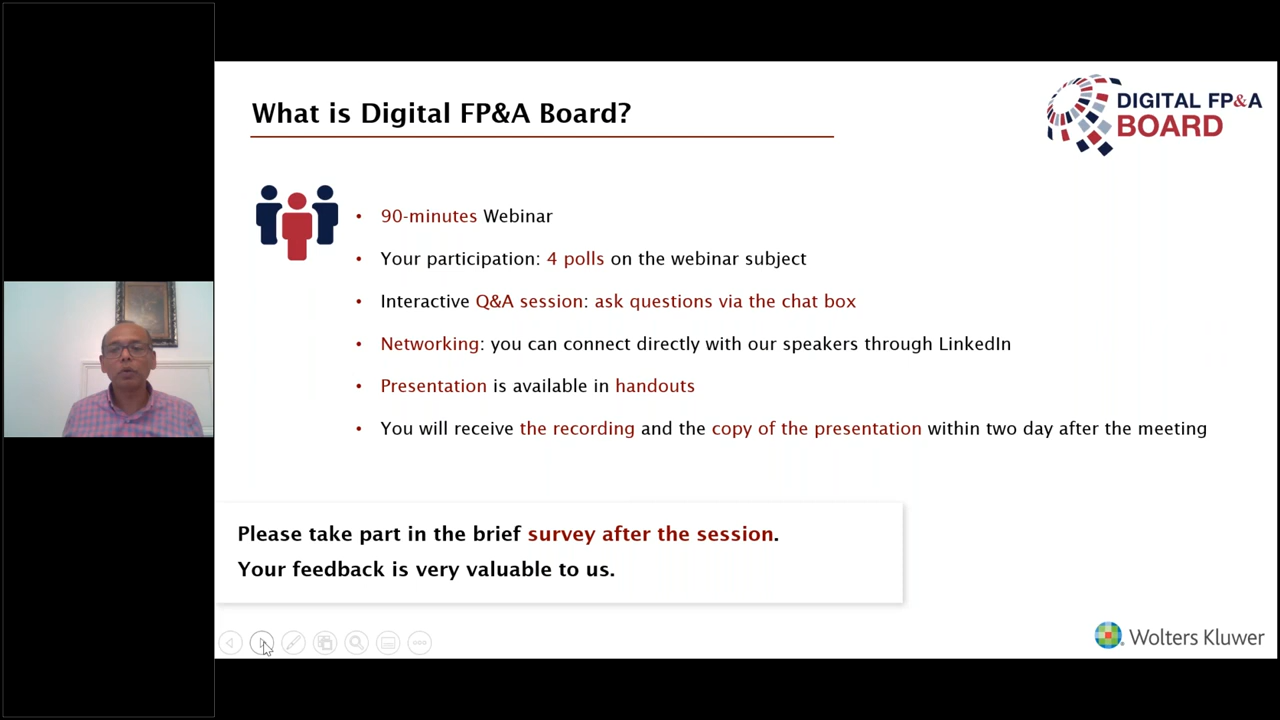 What is Digital FP&A Board?
DIGITAL FP&A
BOARD
• 90-minutes Webinar
• Your participation: 4 polls on the webinar subject
• Interactive Q&A session: ask questions via the chat box
• Networking: you can connect directly with our speakers through LinkedIn
• Presentation is available in handouts
• You will receive the recording and the copy of the presentation within two day after the meeting
Please take part in the brief survey after the session.
Your feedback is very valuable to us.
Wolters Kluwer